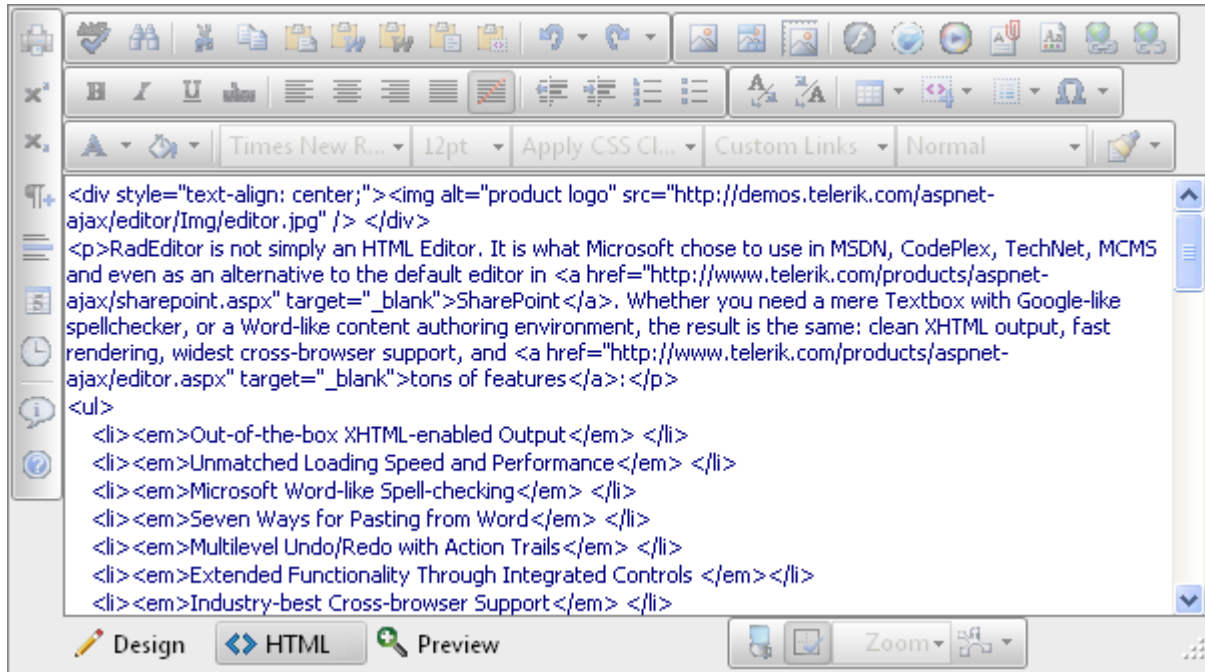 ABC
B I U abc
A A
A Ω
A Times New R... 12pt Apply CSS Cl... Custom Links Normal
<div style="text-align: center;"><img alt="product logo" src="http://demos.telerik.com/aspnet-
ajax/editor/Img/editor.jpg" /> </div>
<p>RadEditor is not simply an HTML Editor. It is what Microsoft chose to use in MSDN, CodePlex, TechNet, MCMS
and even as an alternative to the default editor in <a href="http://www.telerik.com/products/aspnet-
ajax/sharepoint.aspx" target="_blank">SharePoint</a>. Whether you need a mere Textbox with Google-like
spellchecker, or a Word-like content authoring environment, the result is the same: clean XHTML output, fast
rendering, widest cross-browser support, and <a href="http://www.telerik.com/products/aspnet-
ajax/editor.aspx" target="_blank">tons of features</a>:</p>
<ul>
<li><em>Out-of-the-box XHTML-enabled Output</em> </li>
<li><em>Unmatched Loading Speed and Performance</em> </li>
<li><em>Microsoft Word-like Spell-checking</em> </li>
<li><em>Seven Ways for Pasting from Word</em> </li>
<li><em>Multilevel Undo/Redo with Action Trails</em> </li>
<li><em>Extended Functionality Through Integrated Controls </em></li>
<li><em>Industry-best Cross-browser Support</em> </li>
Design HTML Preview Zoom